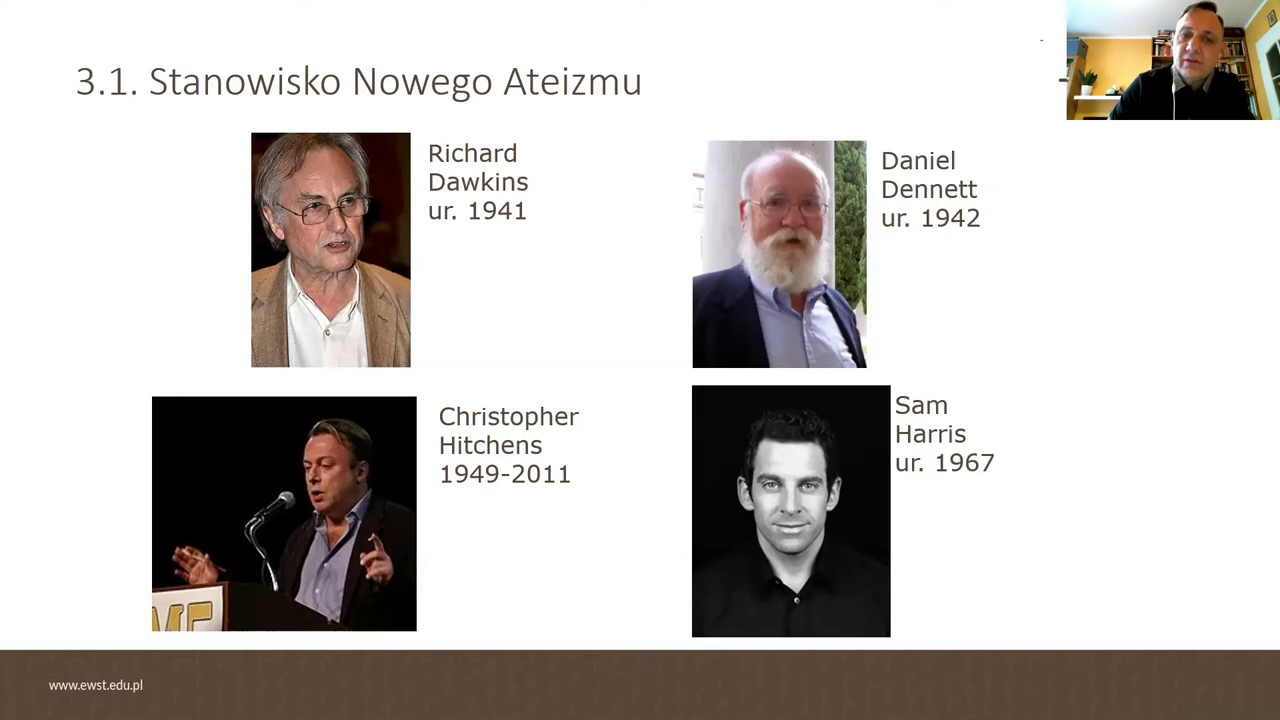 3.1. Stanowisko Nowego Ateizmu
Richard
Dawkins
ur. 1941
Daniel
Dennett
ur. 1942
Christopher
Hitchens
1949-2011
Sam
Harris
ur. 1967
www.ewst.edu.pl